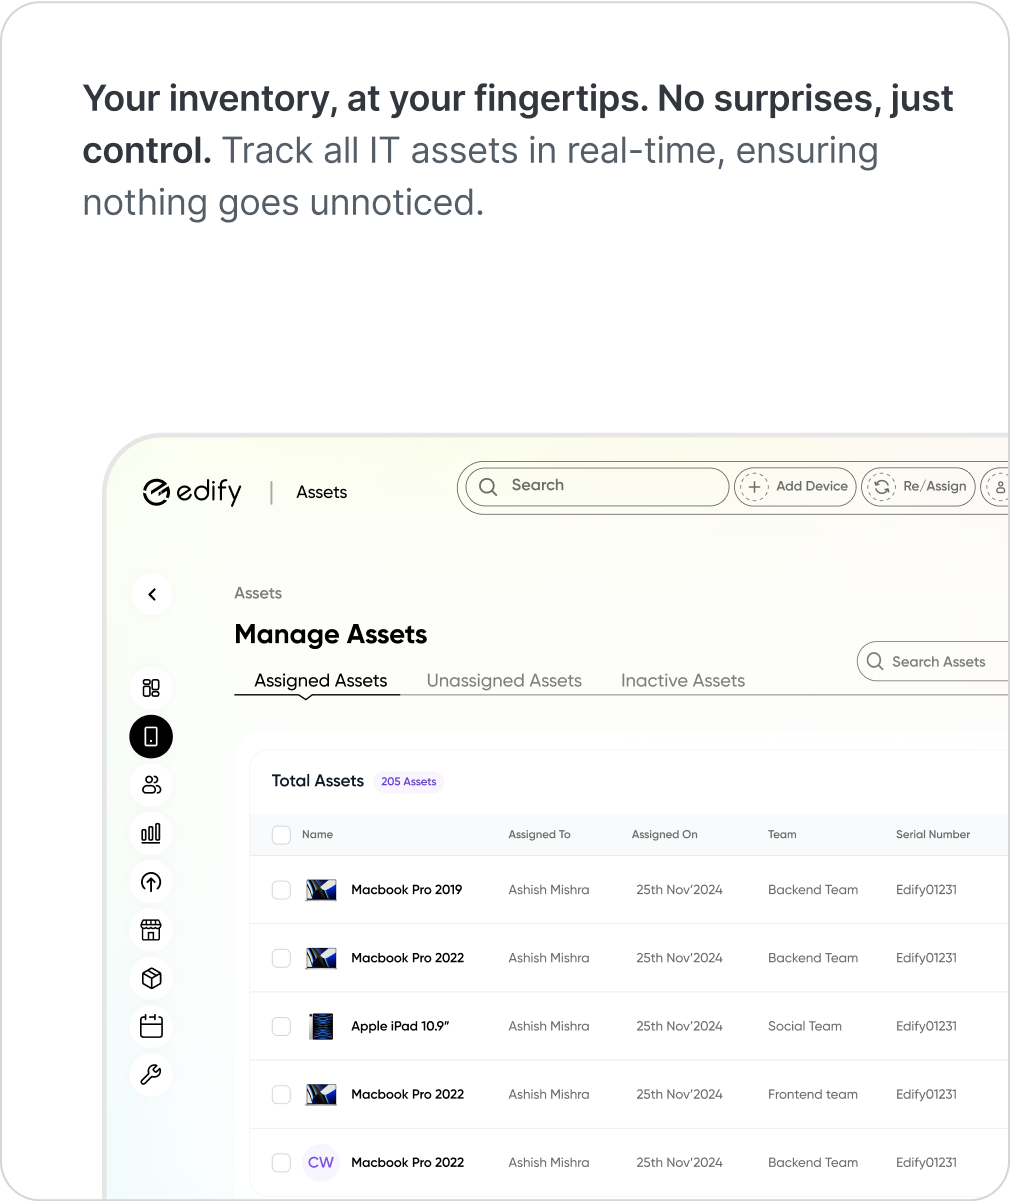 Your inventory, at your fingertips. No surprises, just
control. Track all IT assets in real-time, ensuring
nothing goes unnoticed.
edify | Assets Search Add Device Re/Assign
Assets
Manage Assets
Search Assets
Assigned Assets Unassigned Assets Inactive Assets
Total Assets 205 Assets
Name Assigned To Assigned On Team Serial Number
Macbook Pro 2019 Ashish Mishra 25th Nov’2024 Backend Team Edify01231
Macbook Pro 2022 Ashish Mishra 25th Nov’2024 Backend Team Edify01231
Apple iPad 10.9” Ashish Mishra 25th Nov’2024 Social Team Edify01231
Macbook Pro 2022 Ashish Mishra 25th Nov’2024 Frontend team Edify01231
CW Macbook Pro 2022 Ashish Mishra 25th Nov’2024 Backend Team Edify01231